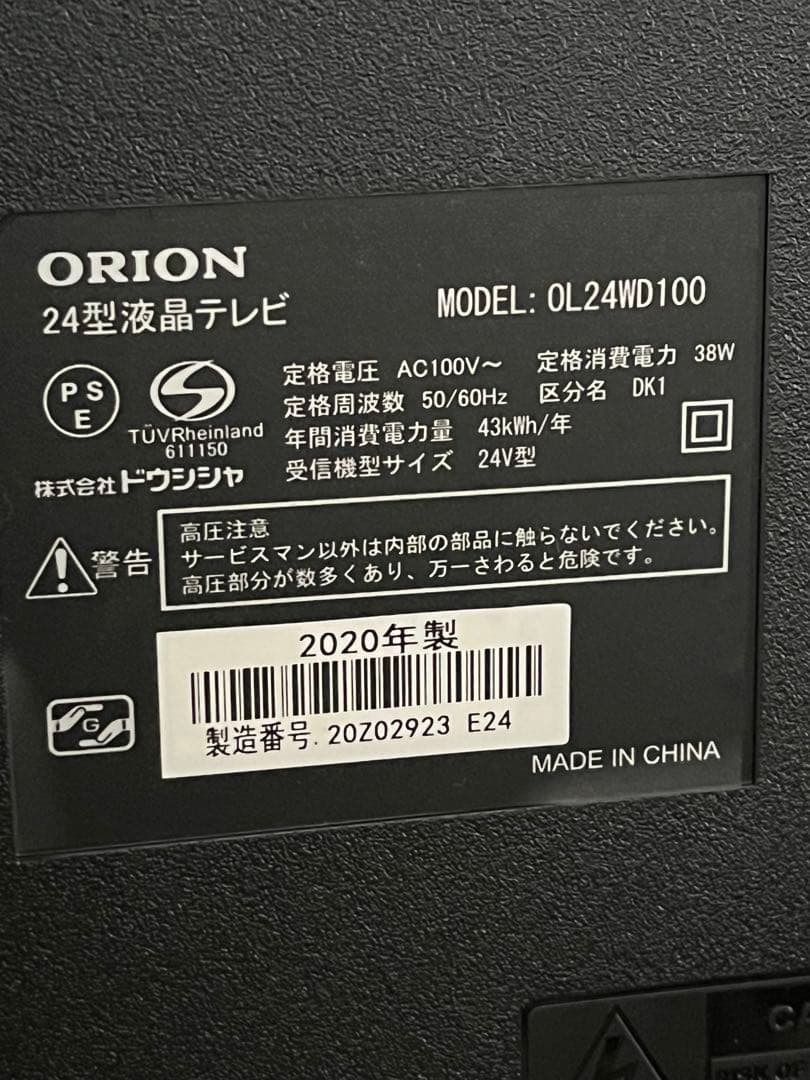 ORION
24型液晶テレビ
MODEL: OL24WD100
PS
E
TÜVRheinland
611150
株式会社ドウシシャ
定格電圧 AC100V～ 定格消費電力 38W
定格周波数 50/60Hz 区分名 DK1
年間消費電力量 43kWh/年
受信機型サイズ 24V型
警告
高圧注意
サービスマン以外は内部の部品に触らないでください。
高圧部分が数多くあり、万一さわると危険です。
2020年製
製造番号. 20Z02923 E24
G
MADE IN CHINA